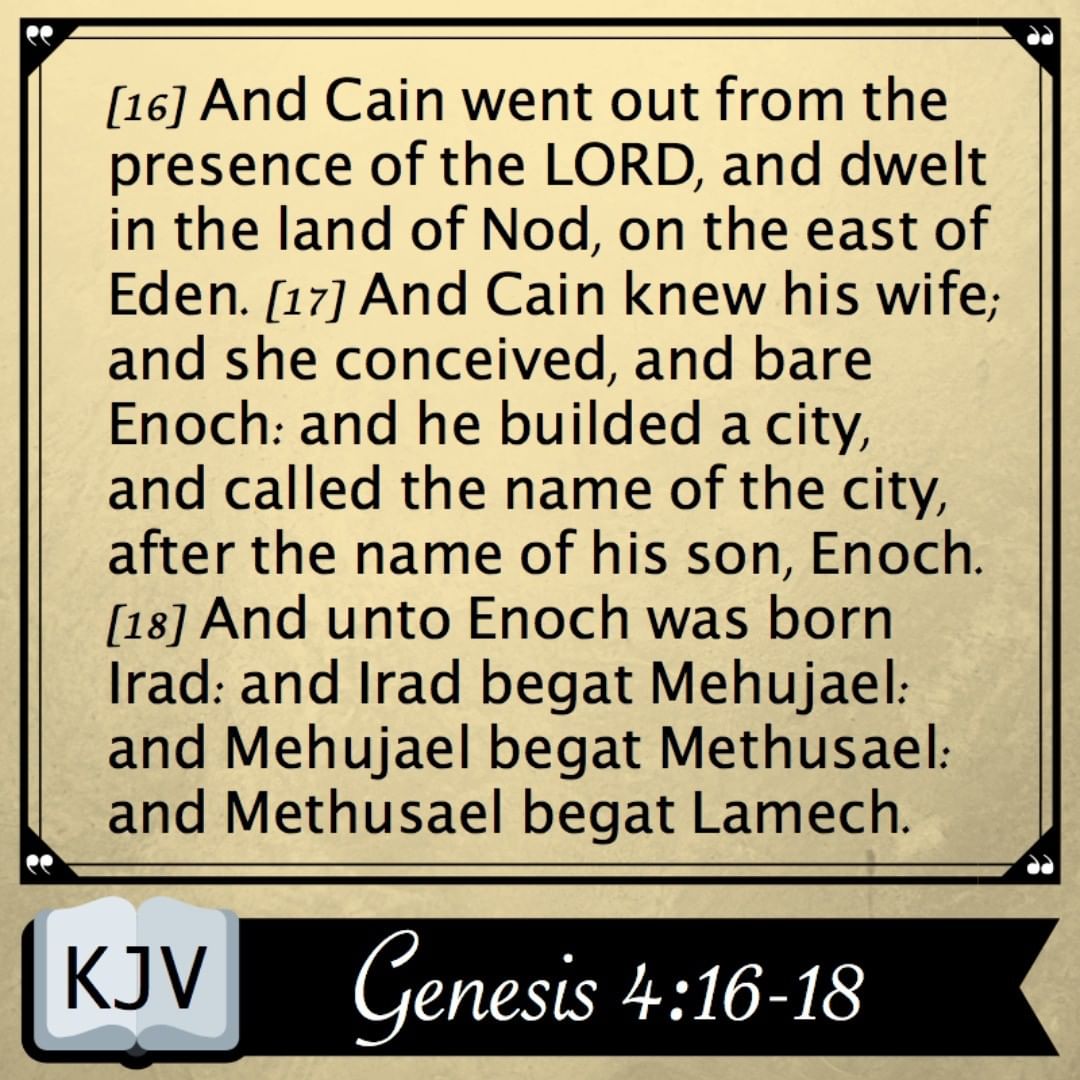 [16] And Cain went out from the
presence of the LORD, and dwelt
in the land of Nod, on the east of
Eden. [17] And Cain knew his wife;
and she conceived, and bare
Enoch: and he builded a city,
and called the name of the city,
after the name of his son, Enoch.
[18] And unto Enoch was born
Irad: and Irad begat Mehujael:
and Mehujael begat Methusael:
and Methusael begat Lamech.
KJV
Genesis 4:16-18